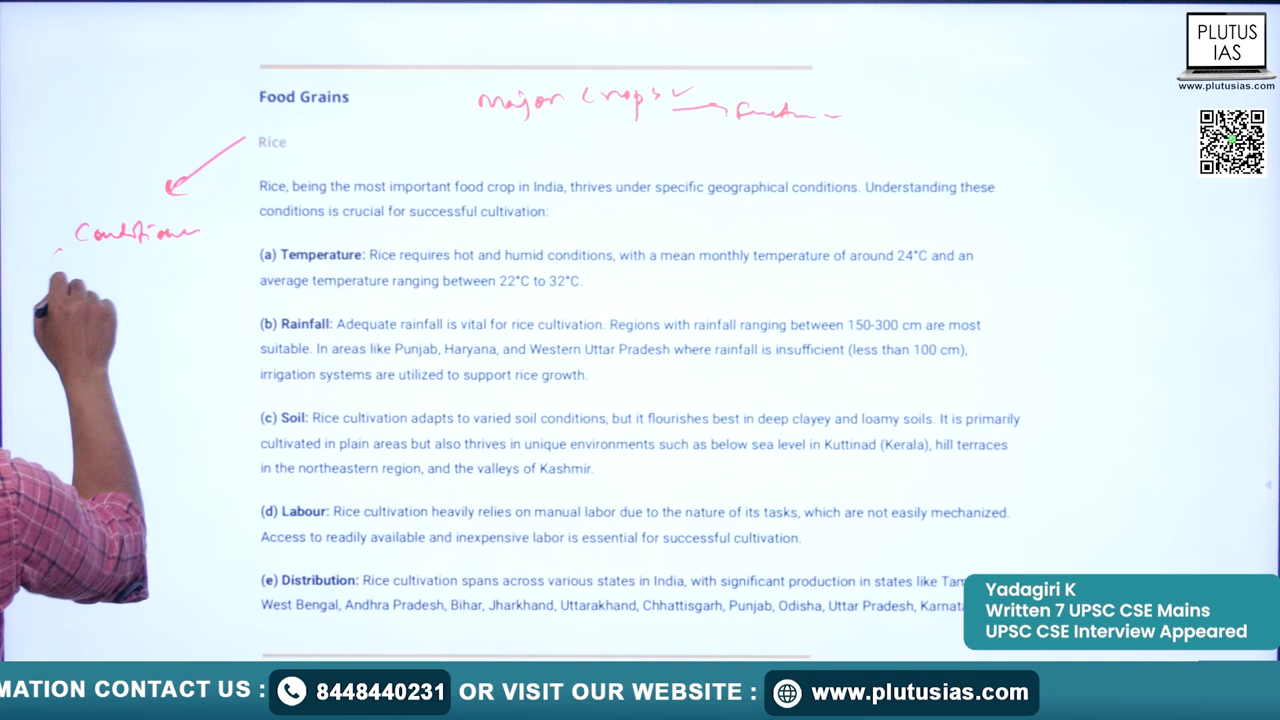 PLUTUS
IAS
www.plutusias.com
Food Grains
Major Crops
Rice
Rice, being the most important food crop in India, thrives under specific geographical conditions. Understanding these
conditions is crucial for successful cultivation:
Conditions
(a) Temperature: Rice requires hot and humid conditions, with a mean monthly temperature of around 24°C and an
average temperature ranging between 22°C to 32°C.
(b) Rainfall: Adequate rainfall is vital for rice cultivation. Regions with rainfall ranging between 150-300 cm are most
suitable. In areas like Punjab, Haryana, and Western Uttar Pradesh where rainfall is insufficient (less than 100 cm),
irrigation systems are utilized to support rice growth.
(c) Soil: Rice cultivation adapts to varied soil conditions, but it flourishes best in deep clayey and loamy soils. It is primarily
cultivated in plain areas but also thrives in unique environments such as below sea level in Kuttinad (Kerala), hill terraces
in the northeastern region, and the valleys of Kashmir.
(d) Labour: Rice cultivation heavily relies on manual labor due to the nature of its tasks, which are not easily mechanized.
Access to readily available and inexpensive labor is essential for successful cultivation.
(e) Distribution: Rice cultivation spans across various states in India, with significant production in states like Tam
West Bengal, Andhra Pradesh, Bihar, Jharkhand, Uttarakhand, Chhattisgarh, Punjab, Odisha, Uttar Pradesh, Karnata
Yadagiri K
Written 7 UPSC CSE Mains
UPSC CSE Interview Appeared
MATION CONTACT US : 8448440231 OR VISIT OUR WEBSITE : www.plutusias.com